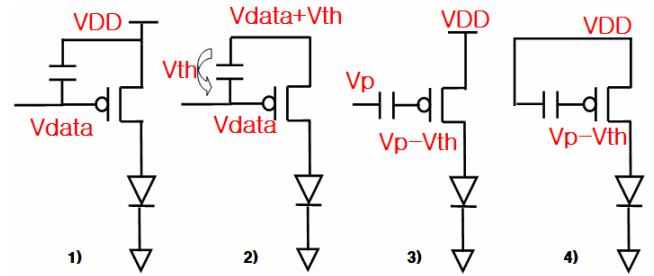 VDD
Vdata
1)
Vdata+Vth
Vth
Vdata
2)
VDD
Vp
Vp−Vth
3)
VDD
Vp−Vth
4)